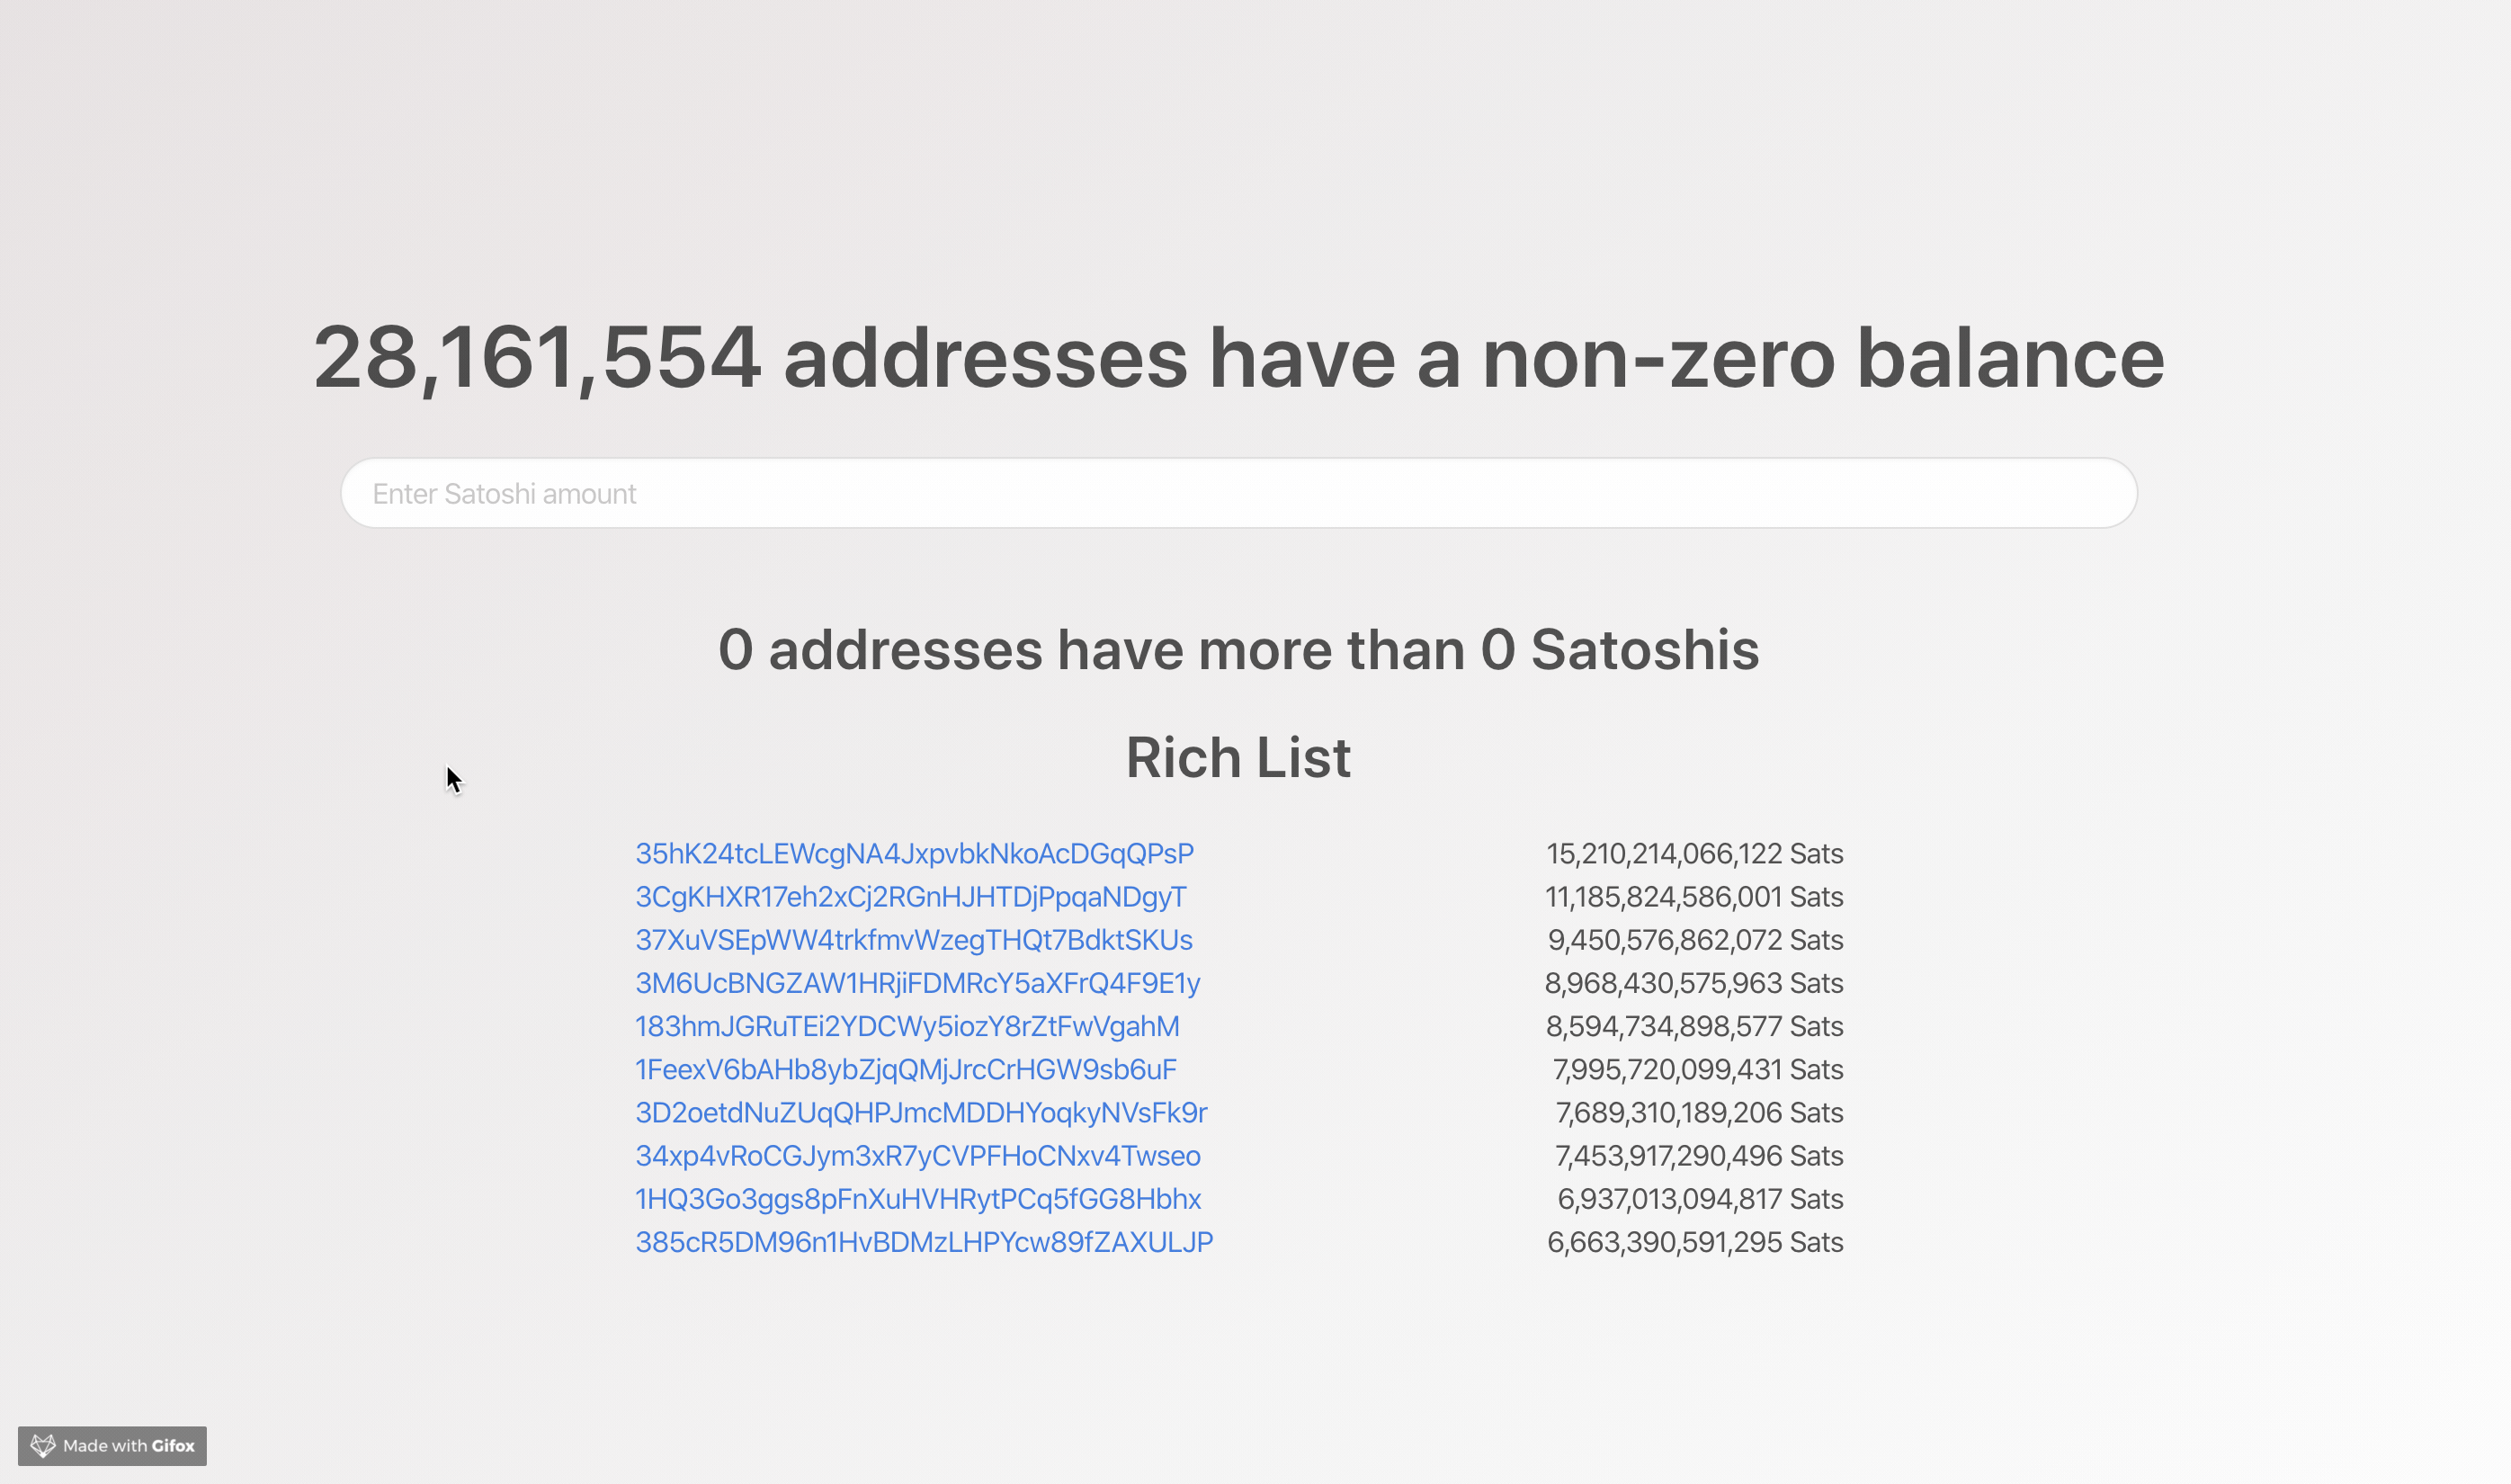 28,161,554 addresses have a non-zero balance
Enter Satoshi amount
0 addresses have more than 0 Satoshis
Rich List
35hK24tcLEWcgNA4JxpvbkNkoAcDGqQPsP 15,210,214,066,122 Sats
3CgKHXR17eh2xCj2RGnHJHTDjPpqaNDgyT 11,185,824,586,001 Sats
37XuVSEpWW4trkfmvWzegTHQt7BdktSKUs 9,450,576,862,072 Sats
3M6UcBNGZAW1HRjiFDMRcY5aXFrQ4F9E1y 8,968,430,575,963 Sats
183hmJGRuTEi2YDCWy5iozY8rZtFwVgahM 8,594,734,898,577 Sats
1FeexV6bAHb8ybZjqQMjJrcCrHGW9sb6uF 7,995,720,099,431 Sats
3D2oetdNuZUqQHPJmcMDDHYoqkyNVsFk9r 7,689,310,189,206 Sats
34xp4vRoCGJym3xR7yCVPFHoCNxv4Twseo 7,453,917,290,496 Sats
1HQ3Go3ggs8pFnXuHVHRytPCq5fGG8Hbhx 6,937,013,094,817 Sats
385cR5DM96n1HvBDMzLHPYcw89fZAXULJP 6,663,390,591,295 Sats
Made with Gifox